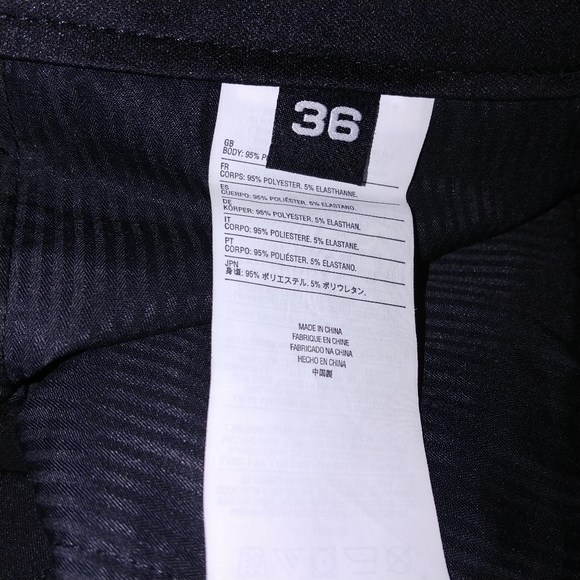 36
GB
BODY: 95% P
FR
CORPS: 95% POLYESTER. 5% ELASTHANNE.
ES
CUERPO: 95% POLIÉSTER. 5% ELASTANO.
DE
KÖRPER: 95% POLYESTER. 5% ELASTHAN.
IT
CORPO: 95% POLIESTERE. 5% ELASTANE.
PT
CORPO: 95% POLIÉSTER. 5% ELASTANO.
JPN
身頃: 95% ポリエステル. 5% ポリウレタン.
MADE IN CHINA
FABRIQUE EN CHINE
FABRICADO NA CHINA
HECHO EN CHINA
中国製